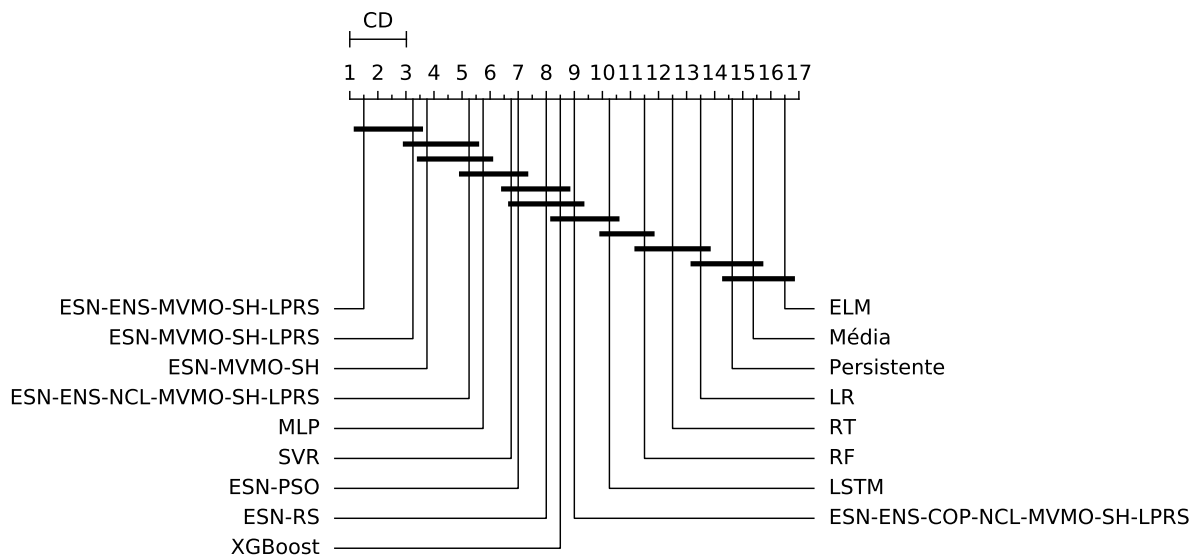 CD
1 2 3 4 5 6 7 8 9 10 11 12 13 14 15 16 17
ESN-ENS-MVMO-SH-LPRS ELM
ESN-MVMO-SH-LPRS Média
ESN-MVMO-SH Persistente
ESN-ENS-NCL-MVMO-SH-LPRS LR
MLP RT
SVR RF
ESN-PSO LSTM
ESN-RS ESN-ENS-COP-NCL-MVMO-SH-LPRS
XGBoost